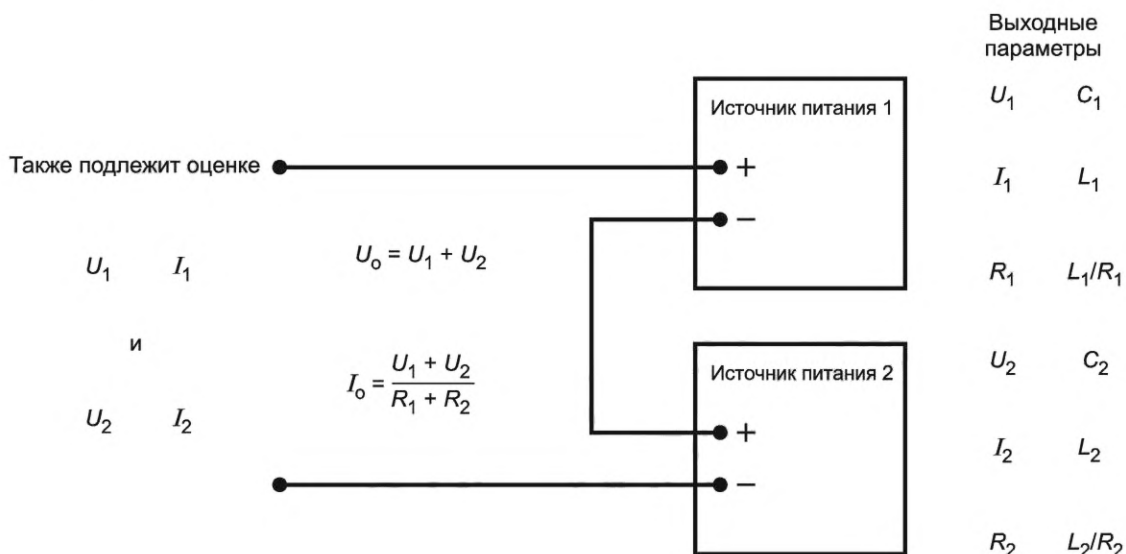 Выходные
параметры
Источник питания 1
U₁ C₁
Также подлежит оценке
+
I₁ L₁
−
U₁ I₁
Uₒ = U₁ + U₂
R₁ L₁/R₁
и
Источник питания 2
U₂ C₂
Iₒ = (U₁ + U₂)/(R₁ + R₂)
U₂ I₂
+
I₂ L₂
−
R₂ L₂/R₂